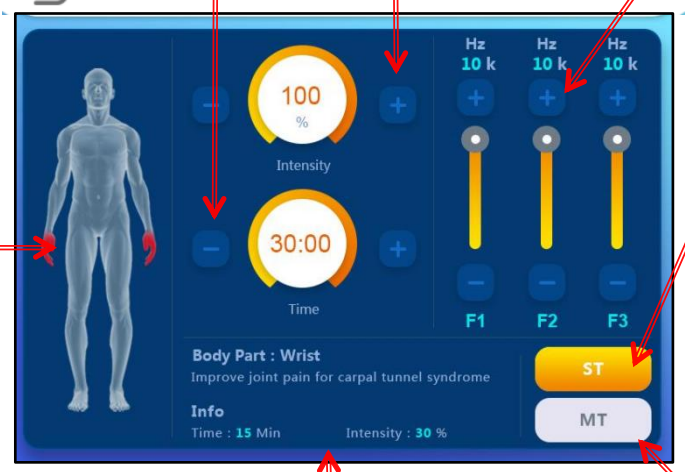 Hz Hz Hz
10 k 10 k 10 k
100
%
Intensity
30:00
Time
F1 F2 F3
Body Part : Wrist
Improve joint pain for carpal tunnel syndrome
Info
Time : 15 Min Intensity : 30 %
ST
MT